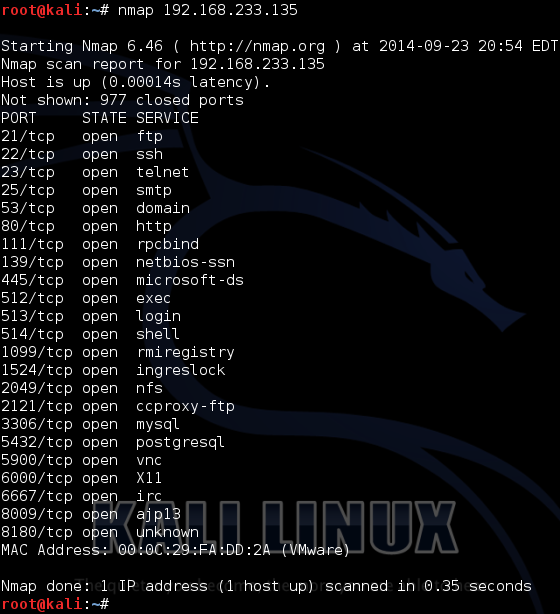 root@kali:~# nmap 192.168.233.135
Starting Nmap 6.46 ( http://nmap.org ) at 2014-09-23 20:54 EDT
Nmap scan report for 192.168.233.135
Host is up (0.00014s latency).
Not shown: 977 closed ports
PORT     STATE SERVICE
21/tcp   open  ftp
22/tcp   open  ssh
23/tcp   open  telnet
25/tcp   open  smtp
53/tcp   open  domain
80/tcp   open  http
111/tcp  open  rpcbind
139/tcp  open  netbios-ssn
445/tcp  open  microsoft-ds
512/tcp  open  exec
513/tcp  open  login
514/tcp  open  shell
1099/tcp open  rmiregistry
1524/tcp open  ingreslock
2049/tcp open  nfs
2121/tcp open  ccproxy-ftp
3306/tcp open  mysql
5432/tcp open  postgresql
5900/tcp open  vnc
6000/tcp open  X11
6667/tcp open  irc
8009/tcp open  ajp13
8180/tcp open  unknown
KALI LINUX
MAC Address: 00:0C:29:FA:DD:2A (VMware)
Nmap done: 1 IP address (1 host up) scanned in 0.35 seconds
root@kali:~#